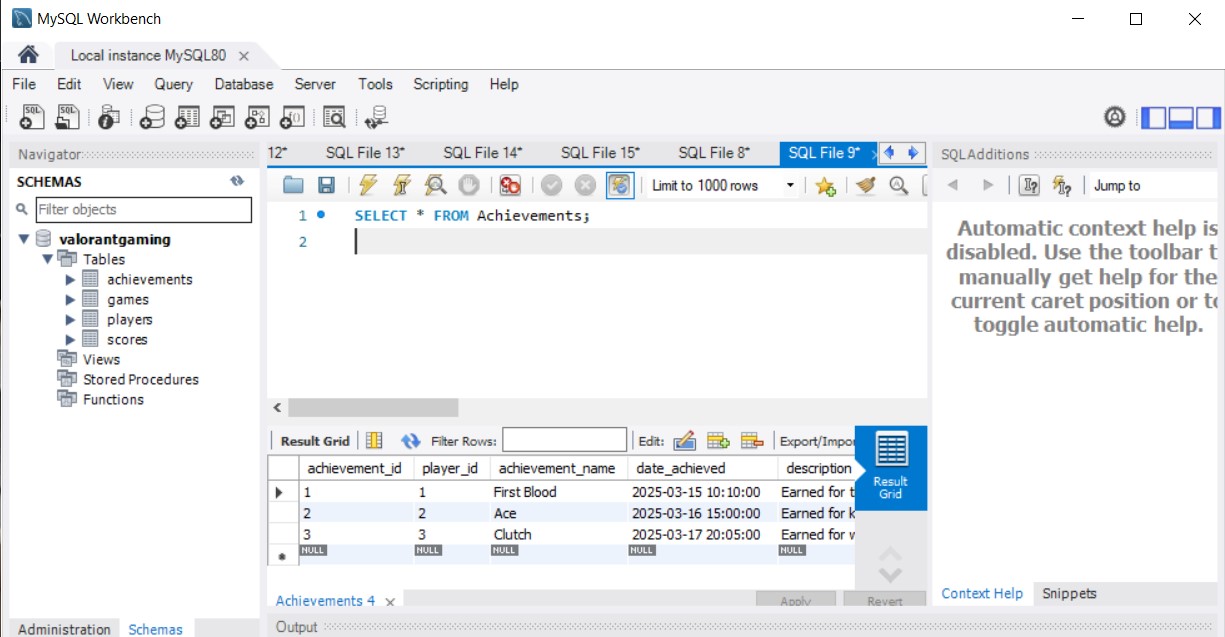 MySQL Workbench
Local instance MySQL80
File Edit View Query Database Server Tools Scripting Help
Navigator
SCHEMAS
Filter objects
valorantgaming
Tables
achievements
games
players
scores
Views
Stored Procedures
Functions
Administration Schemas
12* SQL File 13* SQL File 14* SQL File 15* SQL File 8* SQL File 9*
Limit to 1000 rows
1 SELECT * FROM Achievements;
2
Result Grid Filter Rows: Edit: Export/Impor
achievement_id player_id achievement_name date_achieved description
1 1 First Blood 2025-03-15 10:10:00 Earned for t
2 2 Ace 2025-03-16 15:00:00 Earned for k
3 3 Clutch 2025-03-17 20:05:00 Earned for w
NULL NULL NULL NULL NULL
Result
Grid
Achievements 4 Apply Revert
Output
SQLAdditions
Jump to
Automatic context help is
disabled. Use the toolbar t
manually get help for the
current caret position or to
toggle automatic help.
Context Help Snippets